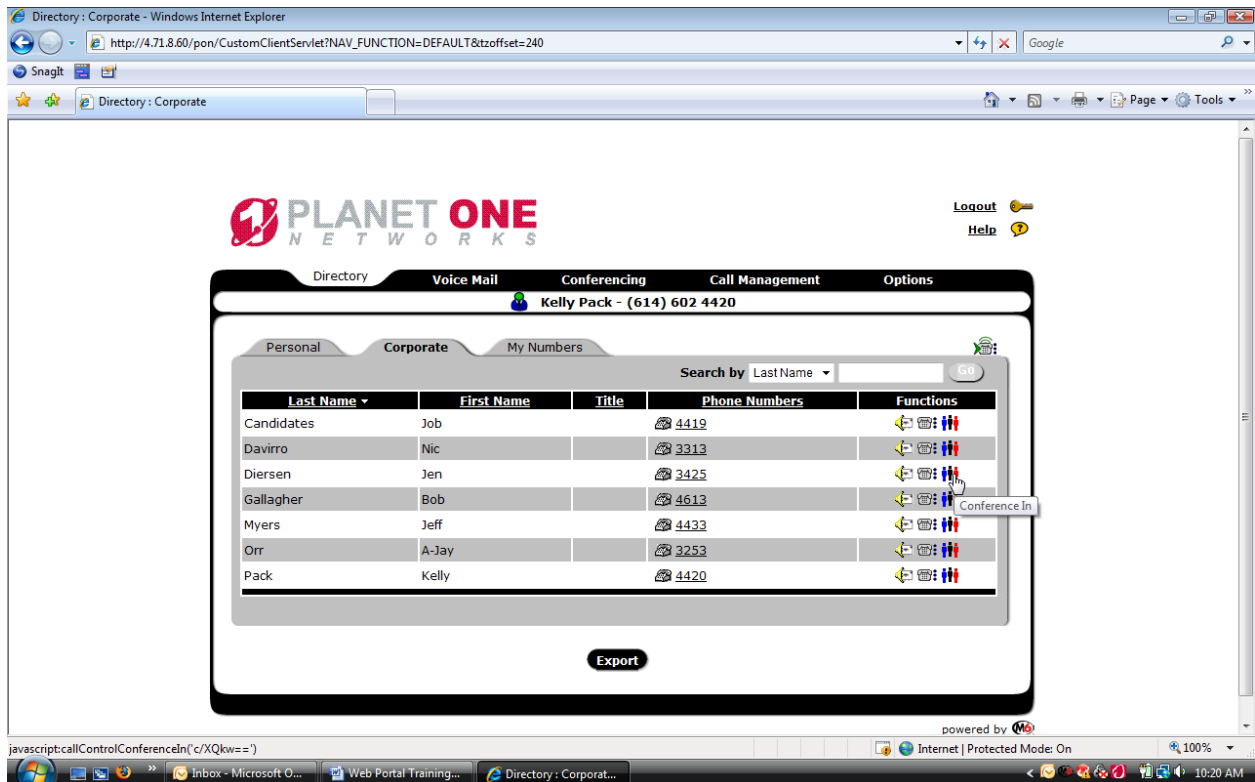 Directory : Corporate - Windows Internet Explorer
http://4.71.8.60/pon/CustomClientServlet?NAV_FUNCTION=DEFAULT&tzoffset=240
Google
SnagIt
Directory : Corporate
Page
Tools
PLANET ONE
NETWORKS
Logout
Help
Directory Voice Mail Conferencing Call Management Options
Kelly Pack - (614) 602 4420
Personal Corporate My Numbers
Search by Last Name Go
Last Name First Name Title Phone Numbers Functions
Candidates Job 4419
Davirro Nic 3313
Diersen Jen 3425
Gallagher Bob 4613
Conference In
Myers Jeff 4433
Orr A-Jay 3253
Pack Kelly 4420
Export
powered by M6
javascript:callControlConferenceIn('c/XQkw==')
Internet | Protected Mode: On
100%
Inbox - Microsoft O...
Web Portal Training...
Directory : Corporat...
10:20 AM